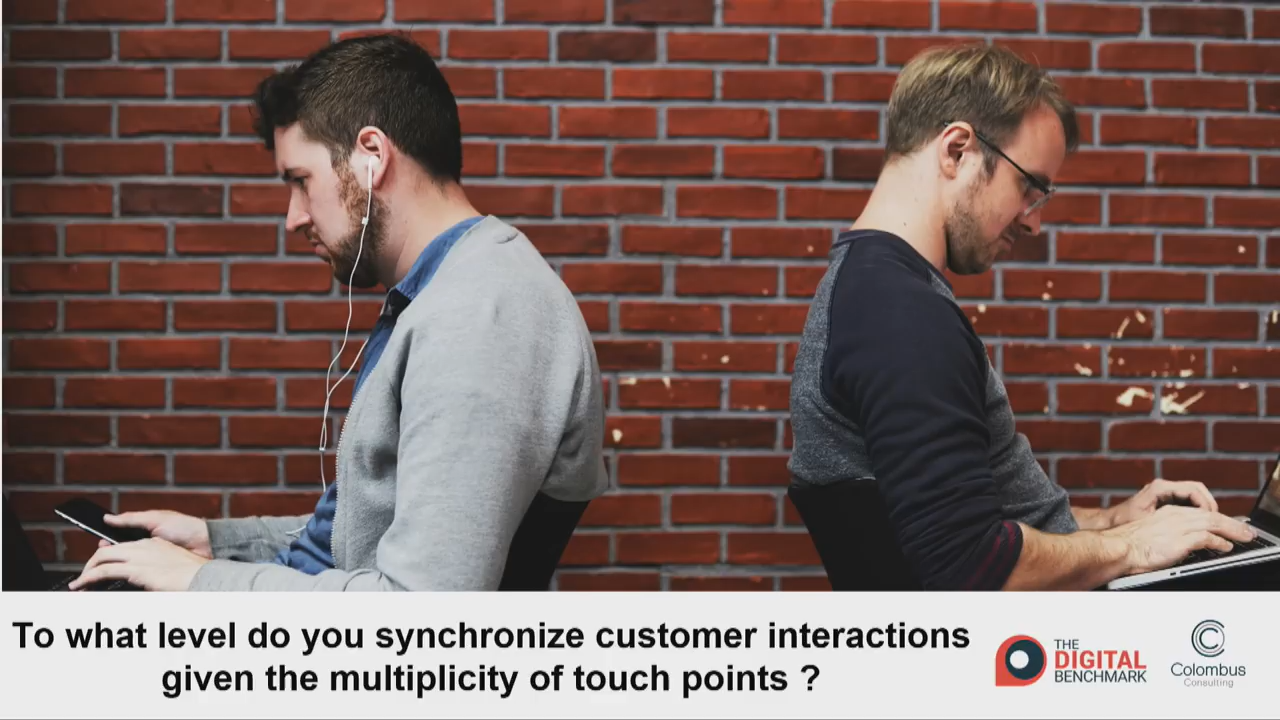 To what level do you synchronize customer interactions
given the multiplicity of touch points ?
THE
DIGITAL
BENCHMARK
Colombus
Consulting